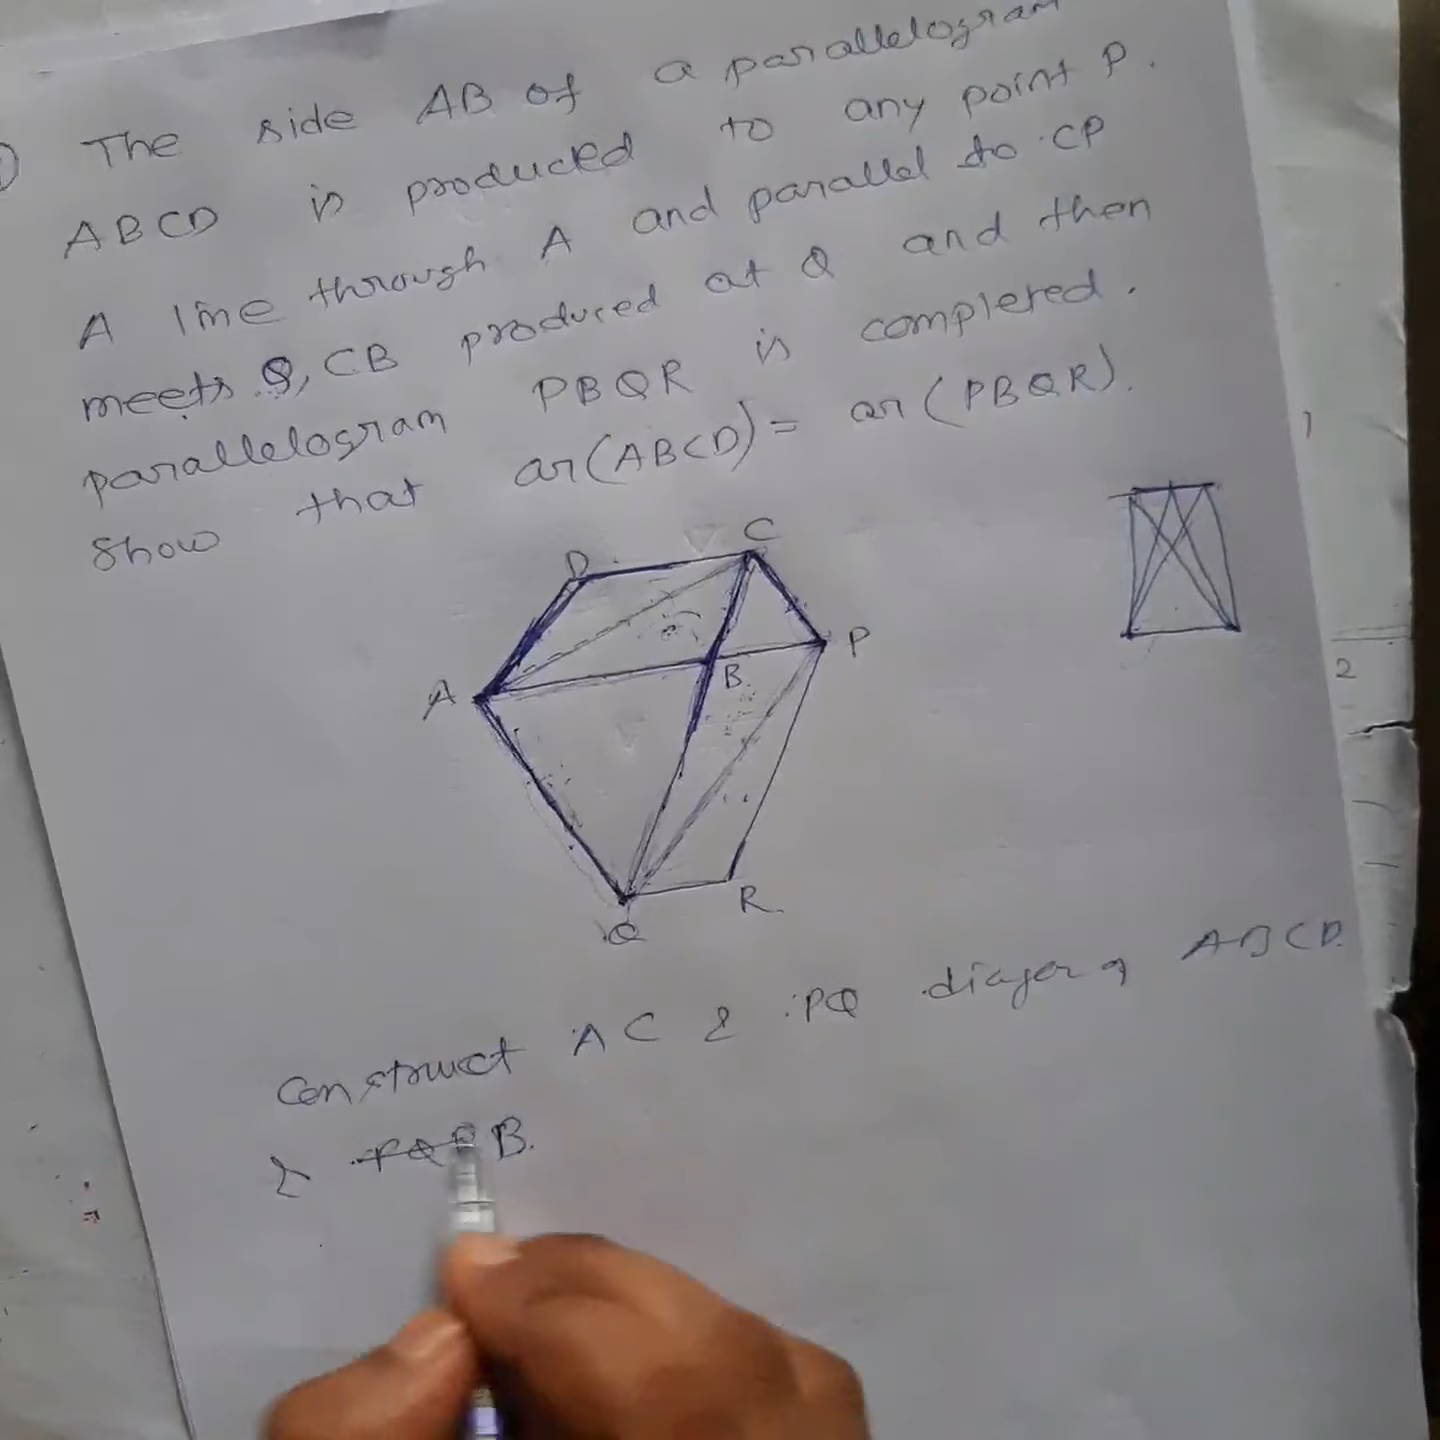 The side AB of a parallelogram
ABCD is produced to any point P.
A line through A and parallel to CP
meets Q, CB produced at Q and then
parallelogram PBQR is completed.
Show that ar(ABCD) = ar(PBQR).
D C
A B P
Q R
2
Construct AC & PQ of ABCD
& B.